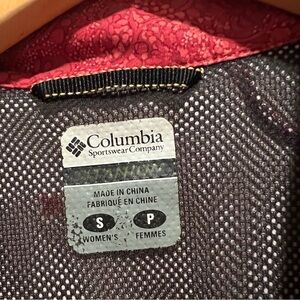 Columbia
Sportswear Company
MADE IN CHINA
FABRIQUÉ EN CHINE
S P
WOMEN'S FEMMES